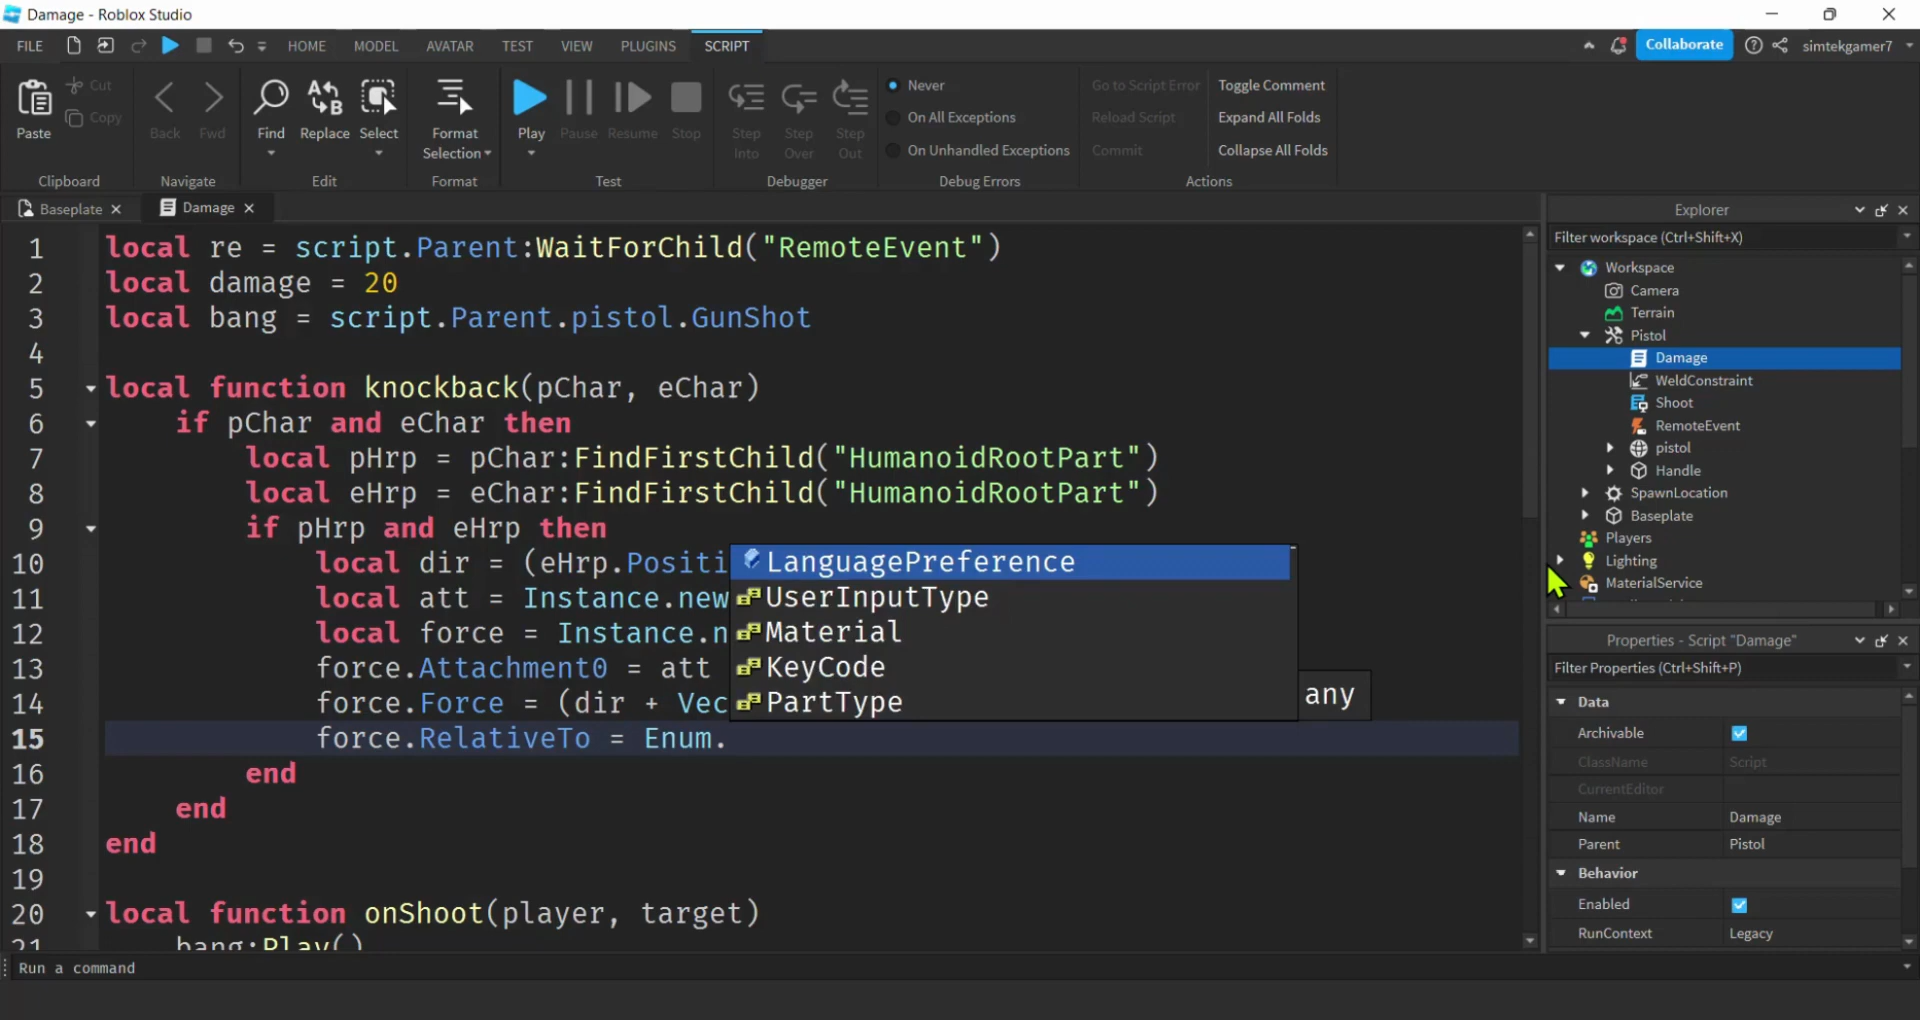 Damage - Roblox Studio
FILE HOME MODEL AVATAR TEST VIEW PLUGINS SCRIPT Collaborate simtekgamer7
Paste Cut Copy
Clipboard
Back Fwd
Navigate
Find Replace Select
Edit
Format Selection
Format
Play Pause Resume Stop
Test
Step Into Step Over Step Out
Debugger
Never
On All Exceptions
On Unhandled Exceptions
Debug Errors
Go to Script Error Toggle Comment
Reload Script Expand All Folds
Commit Collapse All Folds
Actions
Baseplate Damage
1 local re = script.Parent:WaitForChild("RemoteEvent")
2 local damage = 20
3 local bang = script.Parent.pistol.GunShot
4
5 local function knockback(pChar, eChar)
6 if pChar and eChar then
7 local pHrp = pChar:FindFirstChild("HumanoidRootPart")
8 local eHrp = eChar:FindFirstChild("HumanoidRootPart")
9 if pHrp and eHrp then
10 local dir = (eHrp.Positi
11 local att = Instance.new
12 local force = Instance.n
13 force.Attachment0 = att
14 force.Force = (dir + Vec
15 force.RelativeTo = Enum.
16 end
17 end
18 end
19
20 local function onShoot(player, target)
21 bang:Play()
LanguagePreference
UserInputType
Material
KeyCode
PartType
any
Explorer
Filter workspace (Ctrl+Shift+X)
Workspace
Camera
Terrain
Pistol
Damage
WeldConstraint
Shoot
RemoteEvent
pistol
Handle
SpawnLocation
Baseplate
Players
Lighting
MaterialService
Properties - Script "Damage"
Filter Properties (Ctrl+Shift+P)
Data
Archivable
ClassName Script
CurrentEditor
Name Damage
Parent Pistol
Behavior
Enabled
RunContext Legacy
Run a command